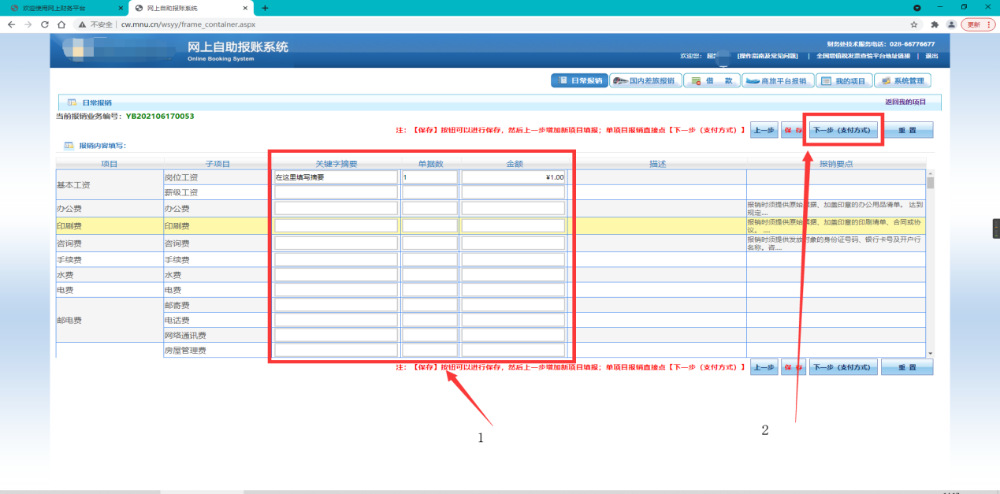 欢迎使用网上财务平台
网上自助报账系统
不安全 | cw.mnu.cn/wsyy/frame_container.aspx
更新
网上自助报账系统
Online Booking System
财务处技术服务电话：028-66776677
欢迎您：
[操作指南及常见问题] | 全国增值税发票查验平台地址链接 | 退出
日常报销 国内差旅报销 借 款 商旅平台报销 我的项目 系统管理
日常报销 返回我的项目
当前报销业务编号：YB202106170053
注：【保存】按钮可以进行保存，然后上一步增加新项目填报；单项目报销直接点【下一步（支付方式）】 上一步 保 存 下一步（支付方式） 重 置
报销内容填写：
项目 子项目 关键字摘要 单据数 金额 描述 报销要点
基本工资 岗位工资 在这里填写摘要 1 ¥1.00
薪级工资
办公费 办公费 报销时须提供原始票据、加盖印章的办公用品清单。 达到
规定....
印刷费 印刷费 报销时须提供原始票据、加盖印章的印刷清单、合同或协
议。 ....
咨询费 咨询费 报销时须提供发放对象的身份证号码、银行卡号及开户行
名称。咨....
手续费 手续费
水费 水费
电费 电费
邮电费 邮寄费
电话费
网络通讯费
房屋管理费
注：【保存】按钮可以进行保存，然后上一步增加新项目填报；单项目报销直接点【下一步（支付方式）】 上一步 保 存 下一步（支付方式） 重 置
1
2